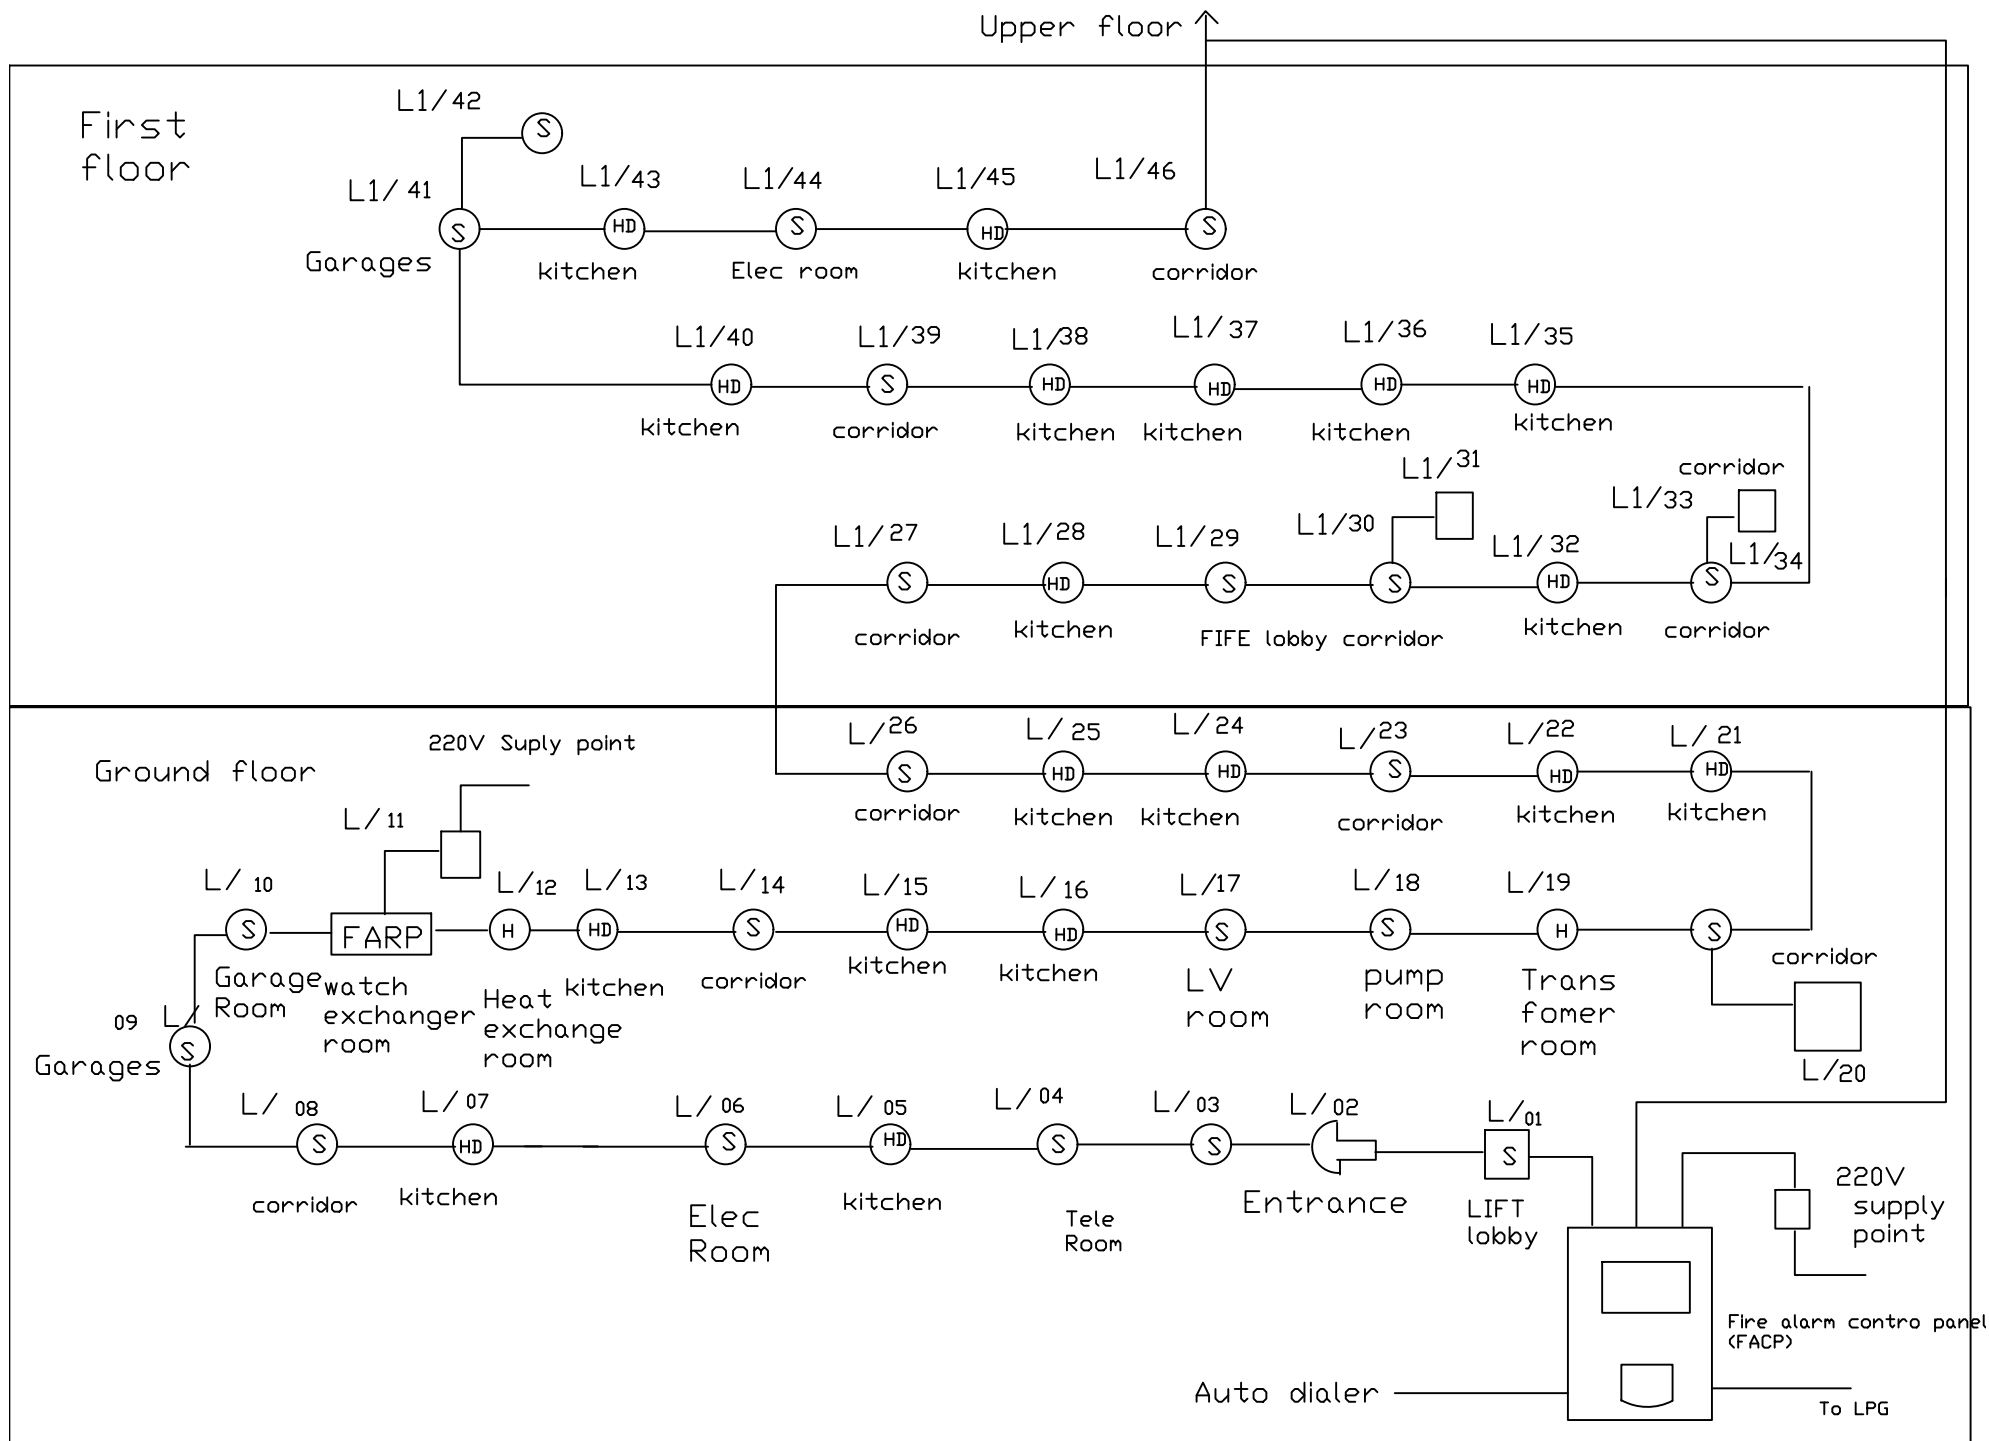 Upper floor
First
floor
L1/42
L1/ 41
L1/43
L1/44
L1/45
L1/46
S
S
HD
S
HD
S
Garages
kitchen
Elec room
kitchen
corridor
L1/40
L1/39
L1/38
L1/37
L1/36
L1/35
HD
S
HD
HD
HD
HD
kitchen
corridor
kitchen
kitchen
kitchen
kitchen
L1/31
corridor
L1/33
L1/27
L1/28
L1/29
L1/30
L1/32
L1/34
S
HD
S
S
HD
S
corridor
kitchen
FIFE lobby
corridor
kitchen
corridor
Ground floor
220V Suply point
L/26
L/ 25
L/ 24
L/23
L/22
L/ 21
S
HD
HD
S
HD
HD
corridor
kitchen
kitchen
corridor
kitchen
kitchen
L/ 11
L/ 10
L/12
L/13
L/14
L/15
L/ 16
L/17
L/ 18
L/19
S
FARP
H
HD
S
HD
HD
S
S
H
S
Garage
Room
watch
exchanger
room
Heat
exchange
room
kitchen
corridor
kitchen
kitchen
LV
room
pump
room
Trans
fomer
room
corridor
L/20
09 L/
S
Garages
L/ 08
L/ 07
L/ 06
L/ 05
L/ 04
L/ 03
L/ 02
L/01
S
HD
S
HD
S
S
S
corridor
kitchen
Elec
Room
kitchen
Tele
Room
Entrance
LIFT
lobby
220V
supply
point
Fire alarm contro panel
(FACP)
Auto dialer
To LPG